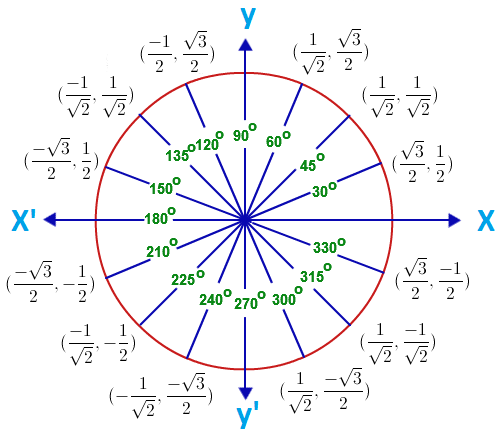 y
(-1/2, √3/2) (1/√2, √3/2)
(-1/√2, 1/√2) (1/√2, 1/√2)
90°
120° 60°
135° 45°
(-√3/2, 1/2) (√3/2, 1/2)
150° 30°
X' 180° X
210° 330°
(-√3/2, -1/2) (√3/2, -1/2)
225° 315°
240° 270° 300°
(-1/√2, -1/2) (1/√2, -1/√2)
(-1/√2, -√3/2) (1/√2, -√3/2)
y'